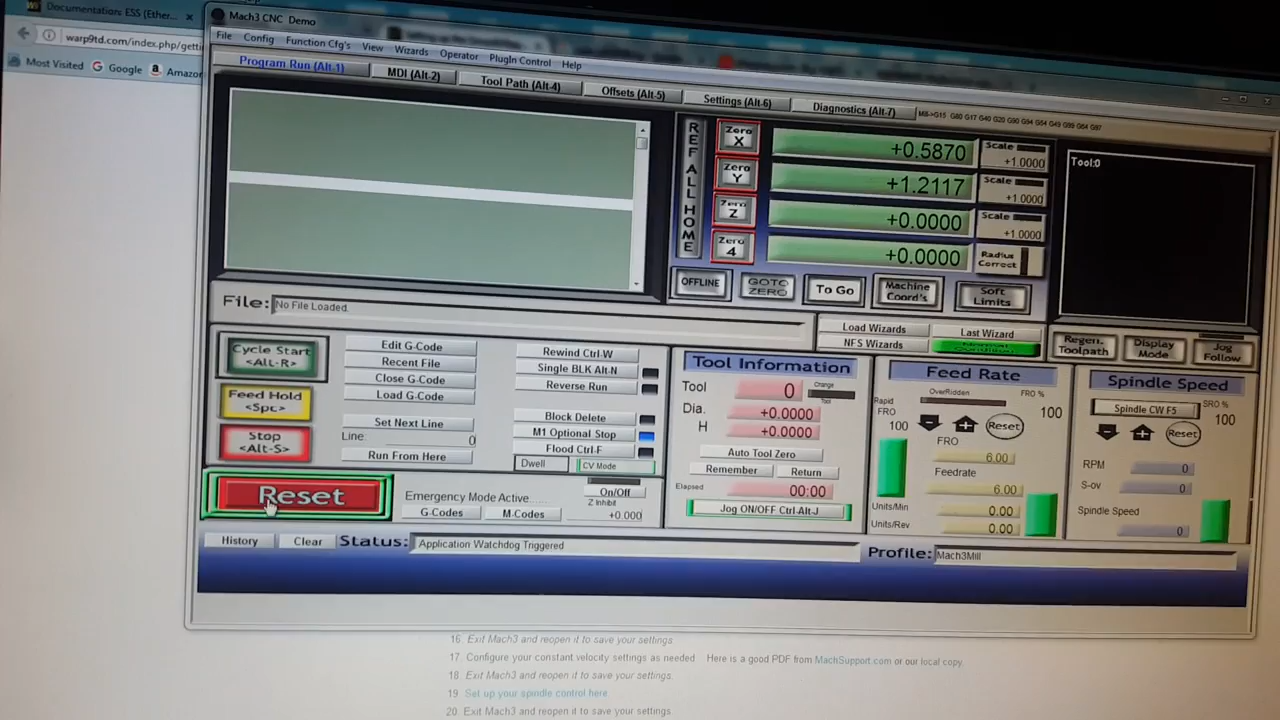 Documentation: ESS (Ether...
Mach3 CNC Demo
warp9td.com/index.php/getti
Most Visited Google Amazon
File Config Function Cfg's View Wizards Operator PlugIn Control Help
Program Run (Alt-1) MDI (Alt-2) Tool Path (Alt-4) Offsets (Alt-5) Settings (Alt-6) Diagnostics (Alt-7)
REF ALL HOME
Zero X +0.5870 Scale +1.0000
Zero Y +1.2117 Scale +1.0000
Zero Z +0.0000 Scale +1.0000
Zero 4 +0.0000 Radius Correct
Tool:0
OFFLINE GOTO ZERO To Go Machine Coord's Soft Limits
File: No File Loaded.
Load Wizards Last Wizard
NFS Wizards
Regen. Toolpath Display Mode Jog Follow
Cycle Start <Alt-R>
Feed Hold <Spc>
Stop <Alt-S>
Edit G-Code
Recent File
Close G-Code
Load G-Code
Set Next Line
Line: 0
Run From Here
Rewind Ctrl-W
Single BLK Alt-N
Reverse Run
Block Delete
M1 Optional Stop
Flood Ctrl-F
Dwell CV Mode
Reset
Emergency Mode Active......
G-Codes M-Codes
On/Off
Z Inhibit
+0.000
Tool Information
Tool 0 Change Tool
Dia. +0.0000
H +0.0000
Auto Tool Zero
Remember Return
Elapsed 00:00
Jog ON/OFF Ctrl-Alt-J
Feed Rate
OverRidden FRO %
Rapid FRO 100 Reset 100
FRO
6.00
Feedrate
6.00
Units/Min 0.00
Units/Rev 0.00
Spindle Speed
Spindle CW F5 SRO %
Reset 100
RPM 0
S-ov 0
Spindle Speed 0
History Clear Status: Application Watchdog Triggered Profile: Mach3Mill
16. Exit Mach3 and reopen it to save your settings
17. Configure your constant velocity settings as needed Here is a good PDF from MachSupport.com or our local copy.
18. Exit Mach3 and reopen it to save your settings.
19 Set up your spindle control here
20. Exit Mach3 and reopen it to save your settings